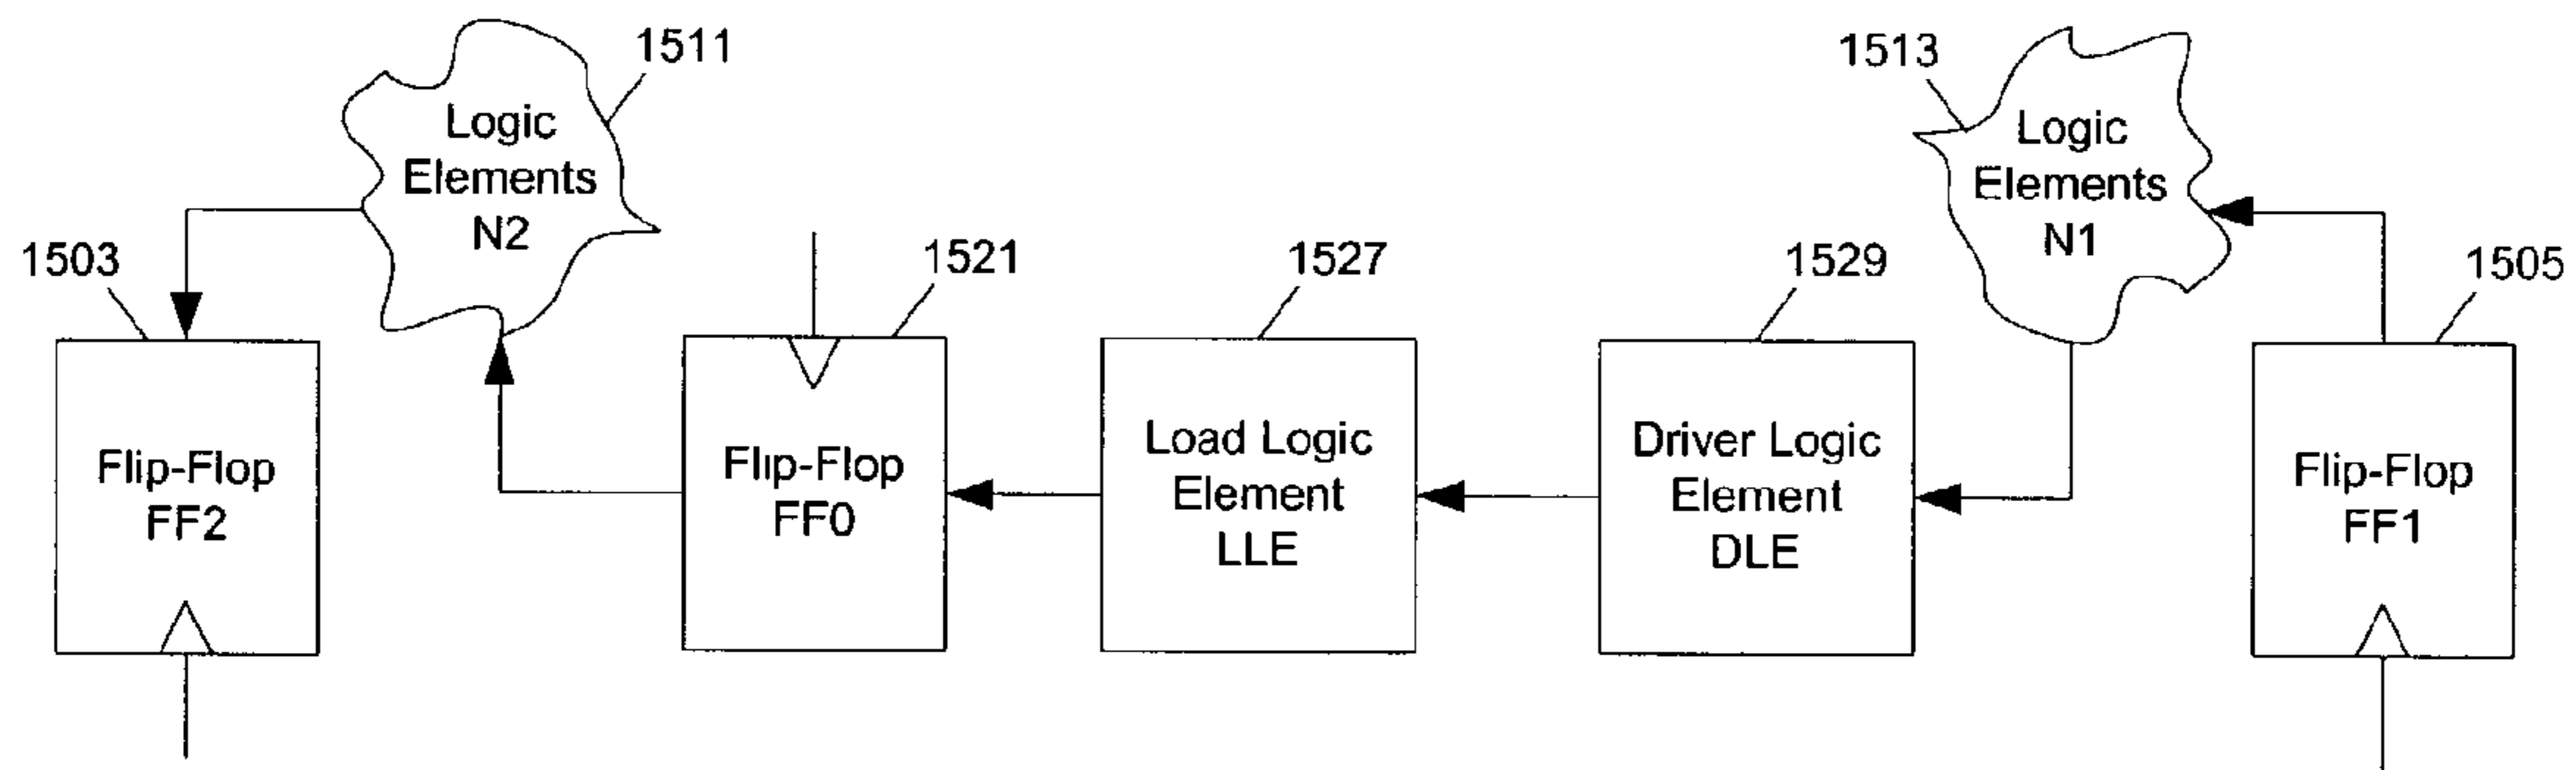 1511
Logic
Elements
N2
1513
Logic
Elements
N1
1503
1521
1527
1529
1505
Flip-Flop
FF2
Flip-Flop
FF0
Load Logic
Element
LLE
Driver Logic
Element
DLE
Flip-Flop
FF1